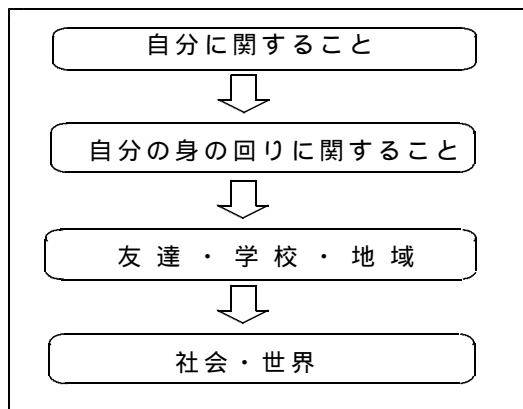 自分に関すること
自分の身の回りに関すること
友達・学校・地域
社会・世界